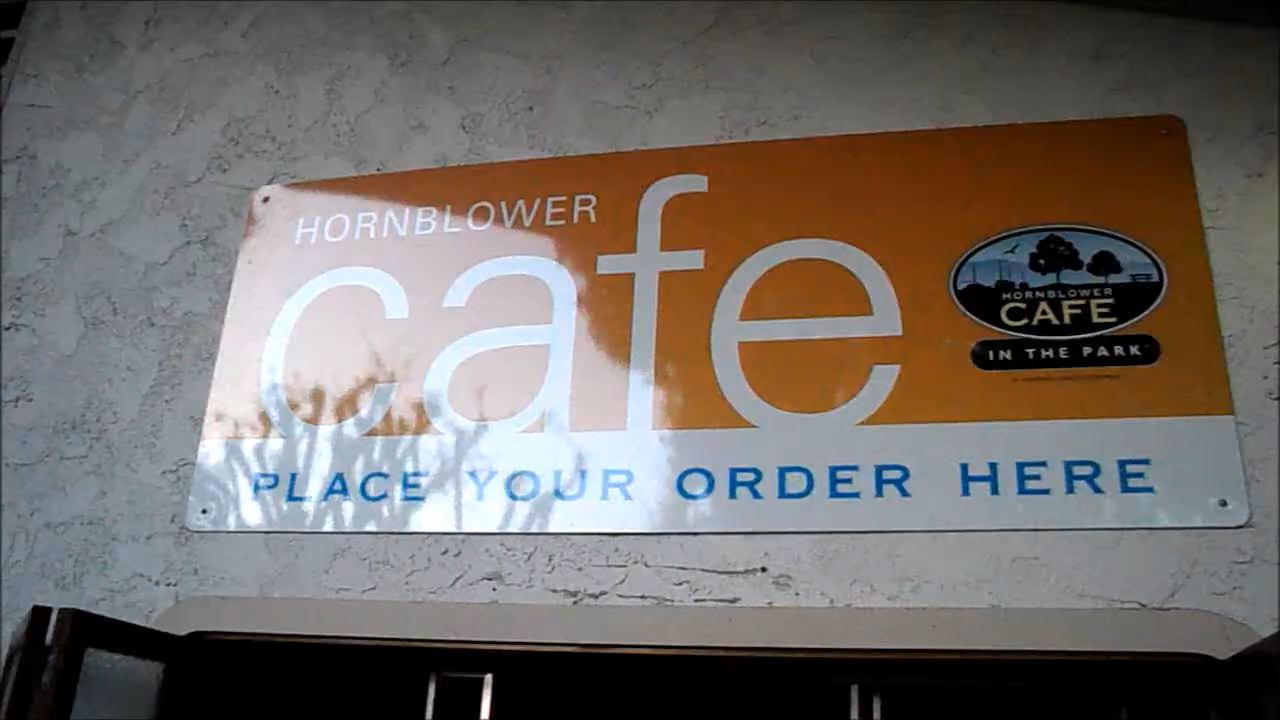 HORNBLOWER
cafe
HORNBLOWER
CAFE
IN THE PARK
PLACE YOUR ORDER HERE